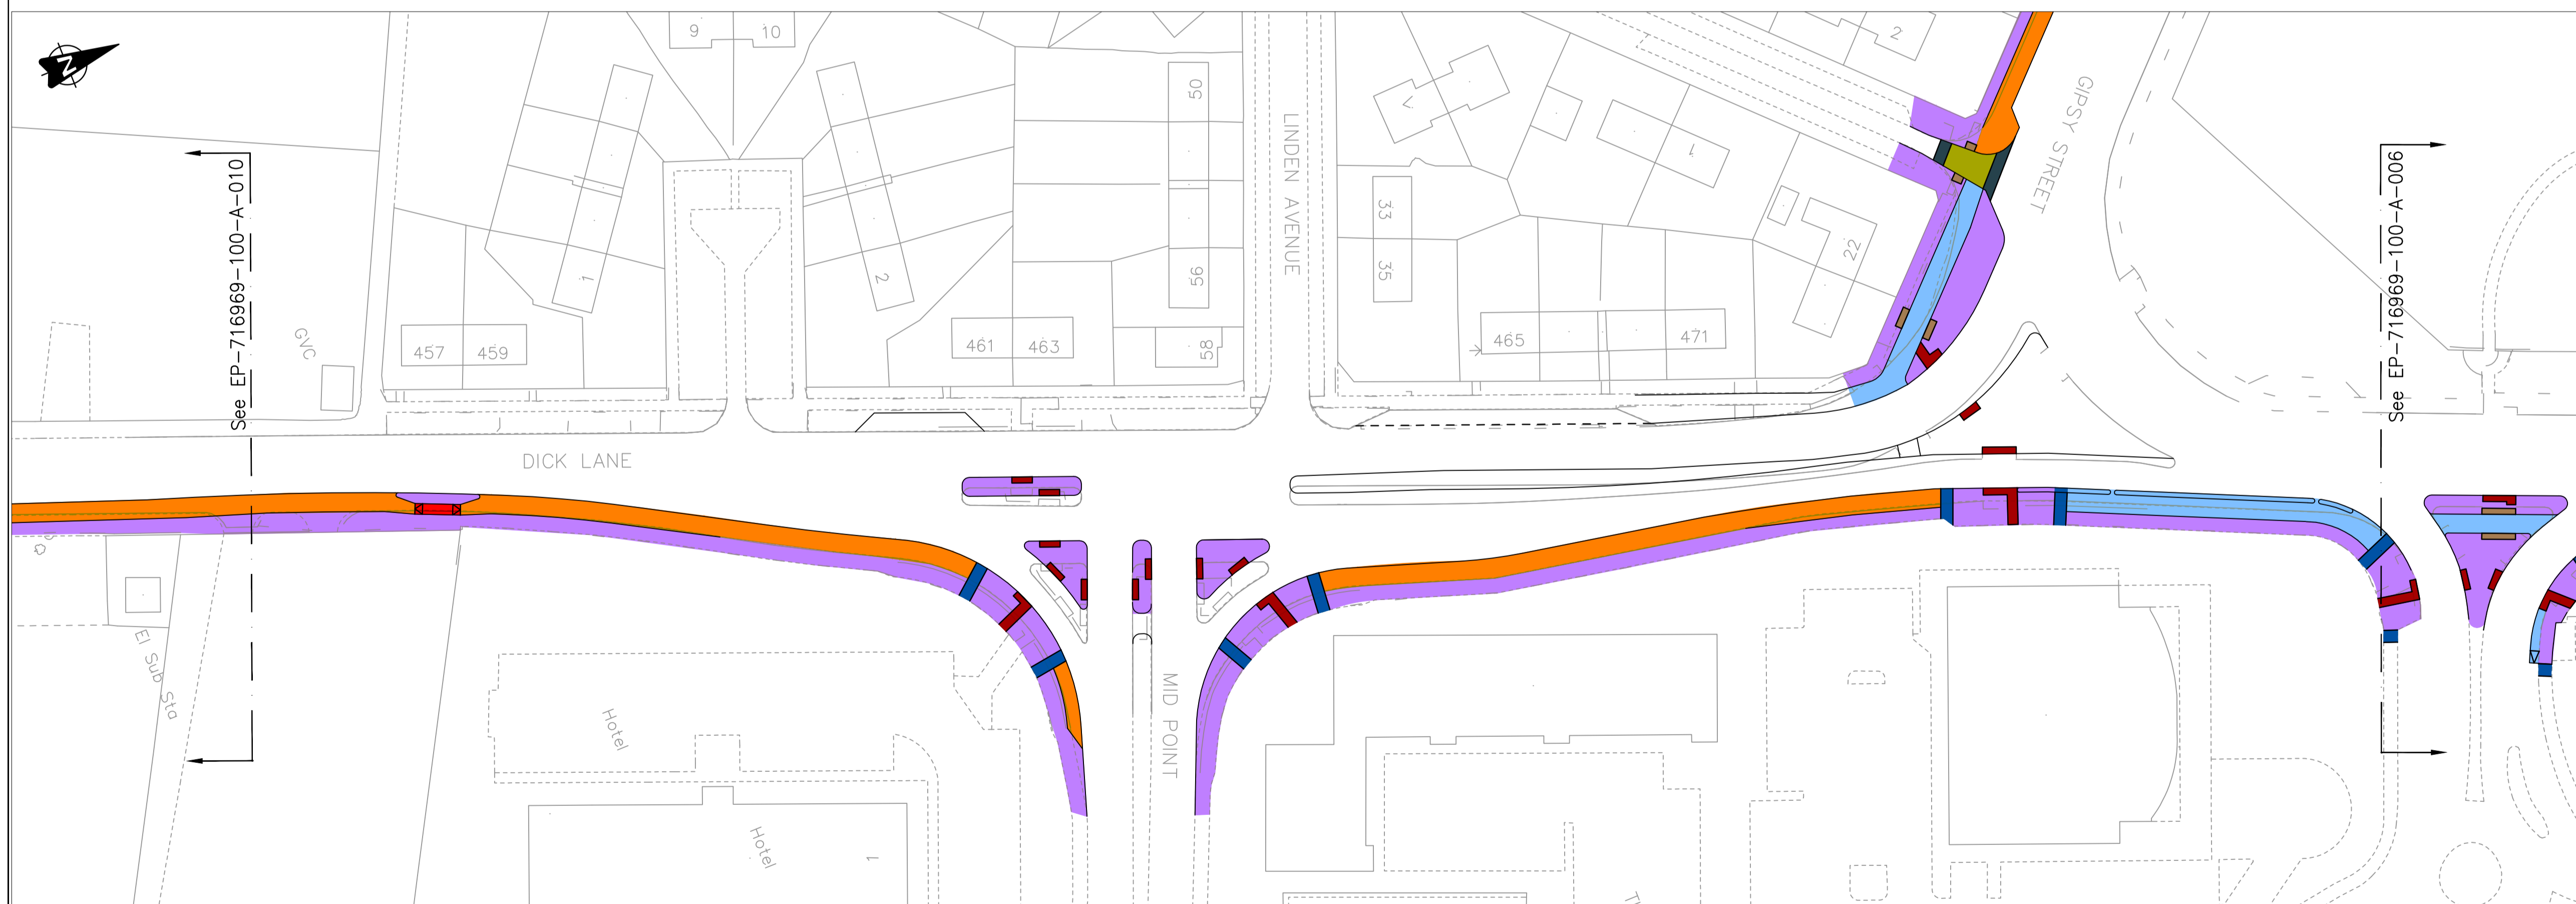 N
9
10
2
50
LINDEN AVENUE
GIPSY STREET
See EP-716969-100-A-010
See EP-716969-100-A-006
1
2
56
33
35
1
22
GVC
457
459
461
463
58
465
471
DICK LANE
El Sub Sta
Hotel
MID POINT
Hotel
1